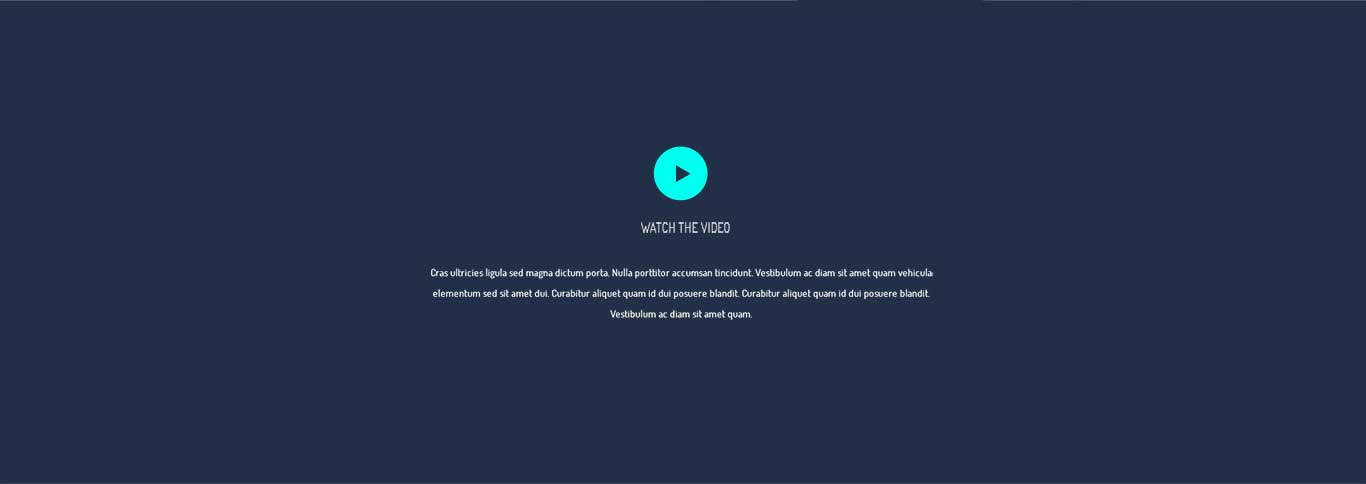 WATCH THE VIDEO
Cras ultricies ligula sed magna dictum porta. Nulla porttitor accumsan tincidunt. Vestibulum ac diam sit amet quam vehicula
elementum sed sit amet dui. Curabitur aliquet quam id dui posuere blandit. Curabitur aliquet quam id dui posuere blandit.
Vestibulum ac diam sit amet quam.